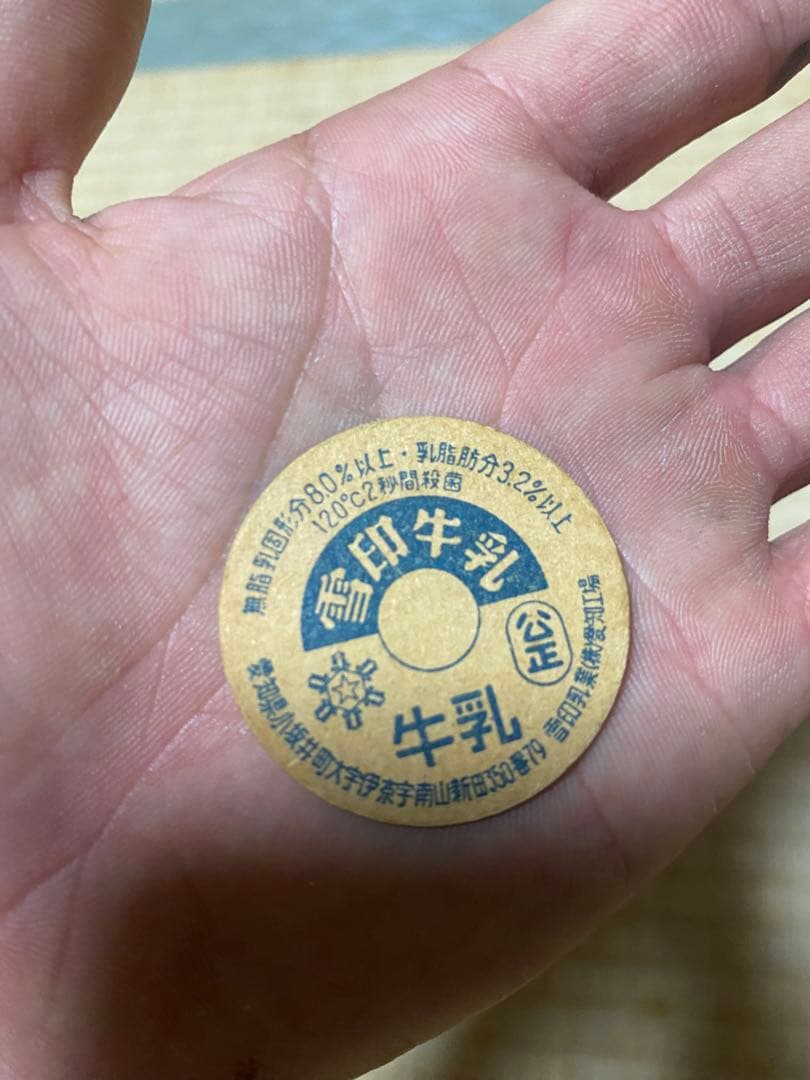 無脂乳固形分8.0%以上・乳脂肪分3.2%以上
120℃2秒間殺菌
雪印牛乳
公正
牛乳
愛知県小坂井町大字伊奈字南山新田350番79 雪印乳業(株)愛知工場